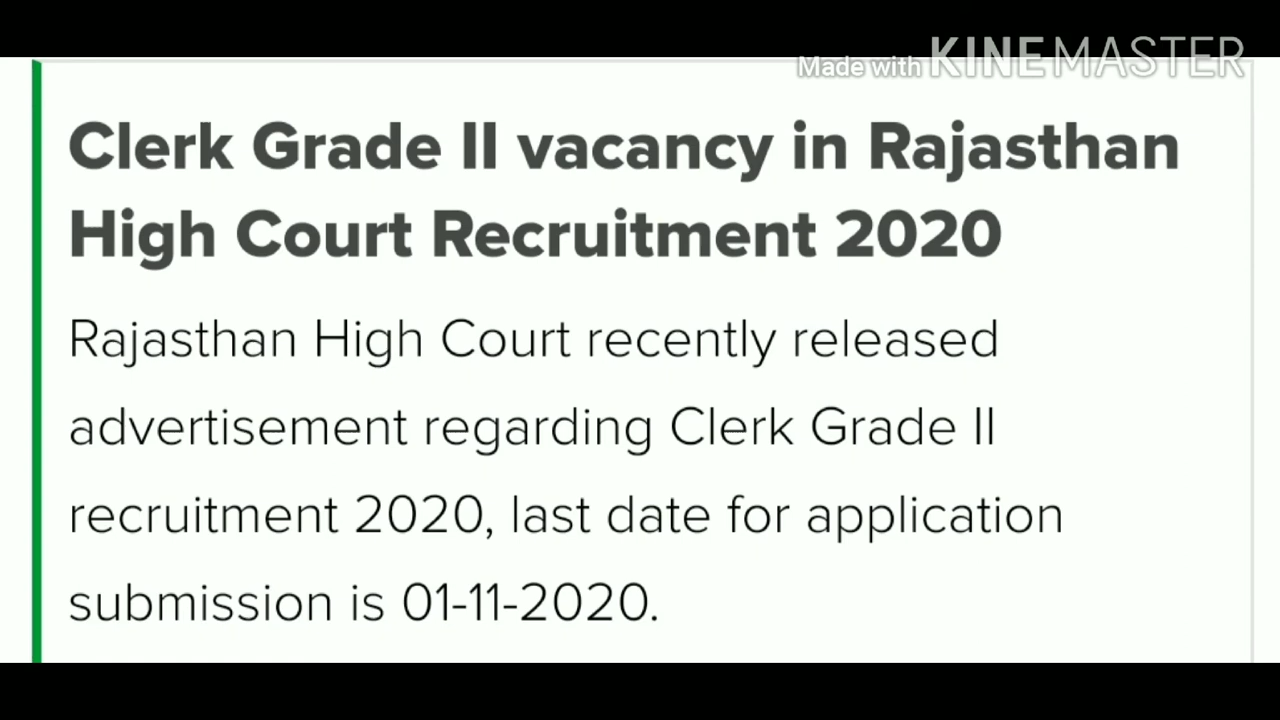 Made with KINEMASTER
Clerk Grade II vacancy in Rajasthan
High Court Recruitment 2020
Rajasthan High Court recently released
advertisement regarding Clerk Grade II
recruitment 2020, last date for application
submission is 01-11-2020.